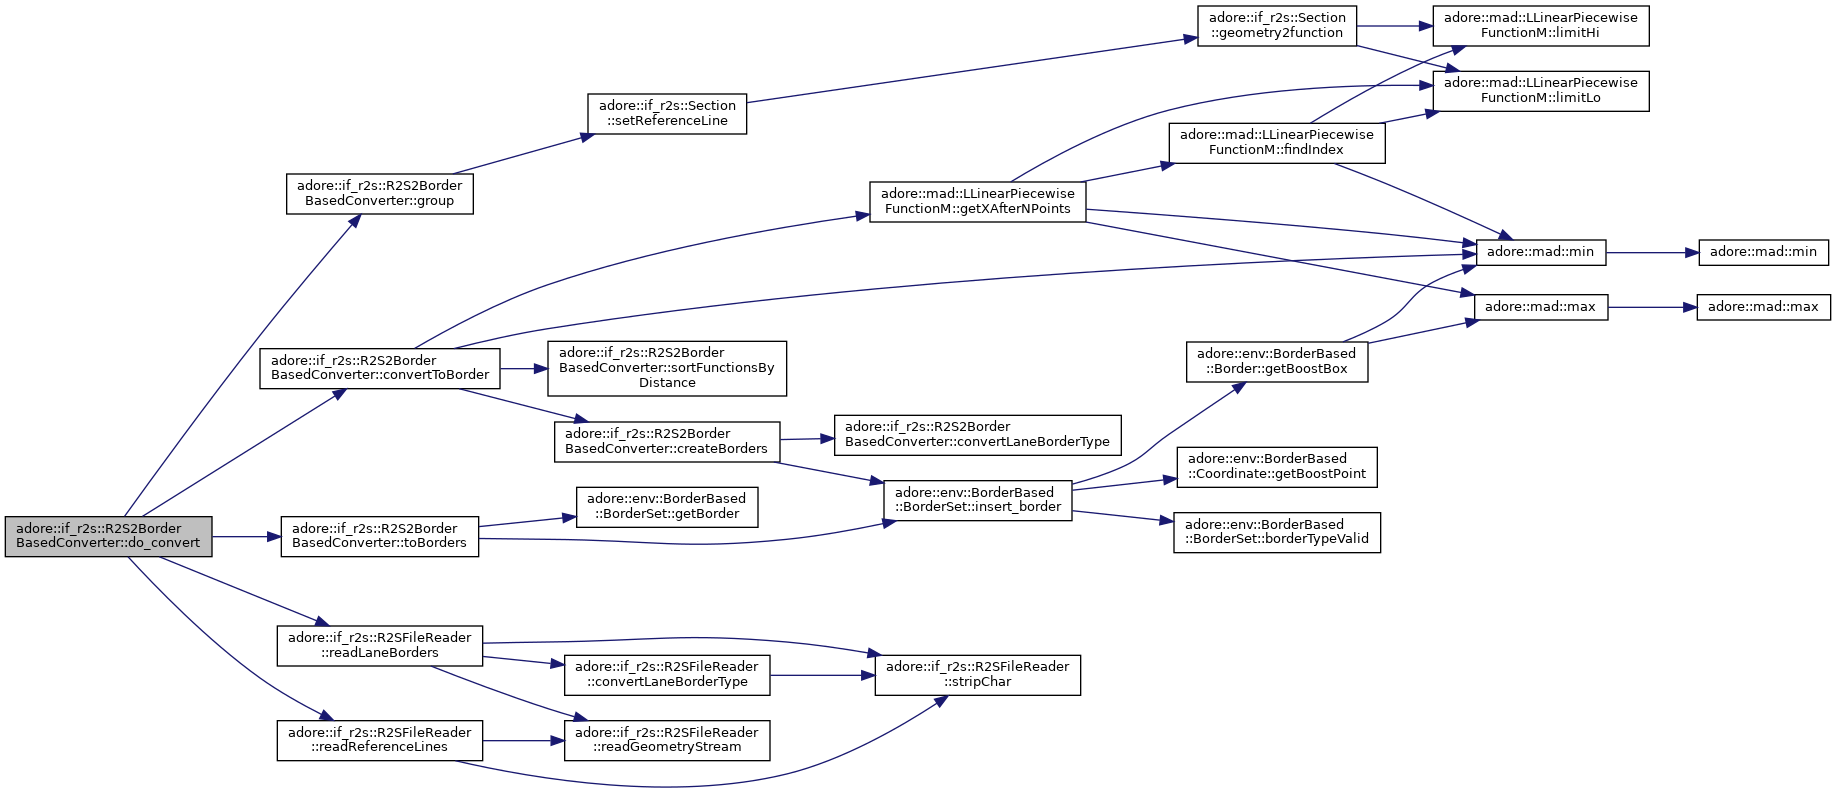 adore::if_r2s::Section
::geometry2function
adore::mad::LLinearPiecewise
FunctionM::limitHi
adore::mad::LLinearPiecewise
FunctionM::limitLo
adore::if_r2s::Section
::setReferenceLine
adore::mad::LLinearPiecewise
FunctionM::findIndex
adore::if_r2s::R2S2Border
BasedConverter::group
adore::mad::LLinearPiecewise
FunctionM::getXAfterNPoints
adore::mad::min
adore::mad::min
adore::mad::max
adore::mad::max
adore::if_r2s::R2S2Border
BasedConverter::convertToBorder
adore::if_r2s::R2S2Border
BasedConverter::sortFunctionsBy
Distance
adore::env::BorderBased
::Border::getBoostBox
adore::if_r2s::R2S2Border
BasedConverter::createBorders
adore::if_r2s::R2S2Border
BasedConverter::convertLaneBorderType
adore::env::BorderBased
::Coordinate::getBoostPoint
adore::env::BorderBased
::BorderSet::getBorder
adore::env::BorderBased
::BorderSet::insert_border
adore::if_r2s::R2S2Border
BasedConverter::do_convert
adore::if_r2s::R2S2Border
BasedConverter::toBorders
adore::env::BorderBased
::BorderSet::borderTypeValid
adore::if_r2s::R2SFileReader
::readLaneBorders
adore::if_r2s::R2SFileReader
::convertLaneBorderType
adore::if_r2s::R2SFileReader
::stripChar
adore::if_r2s::R2SFileReader
::readReferenceLines
adore::if_r2s::R2SFileReader
::readGeometryStream